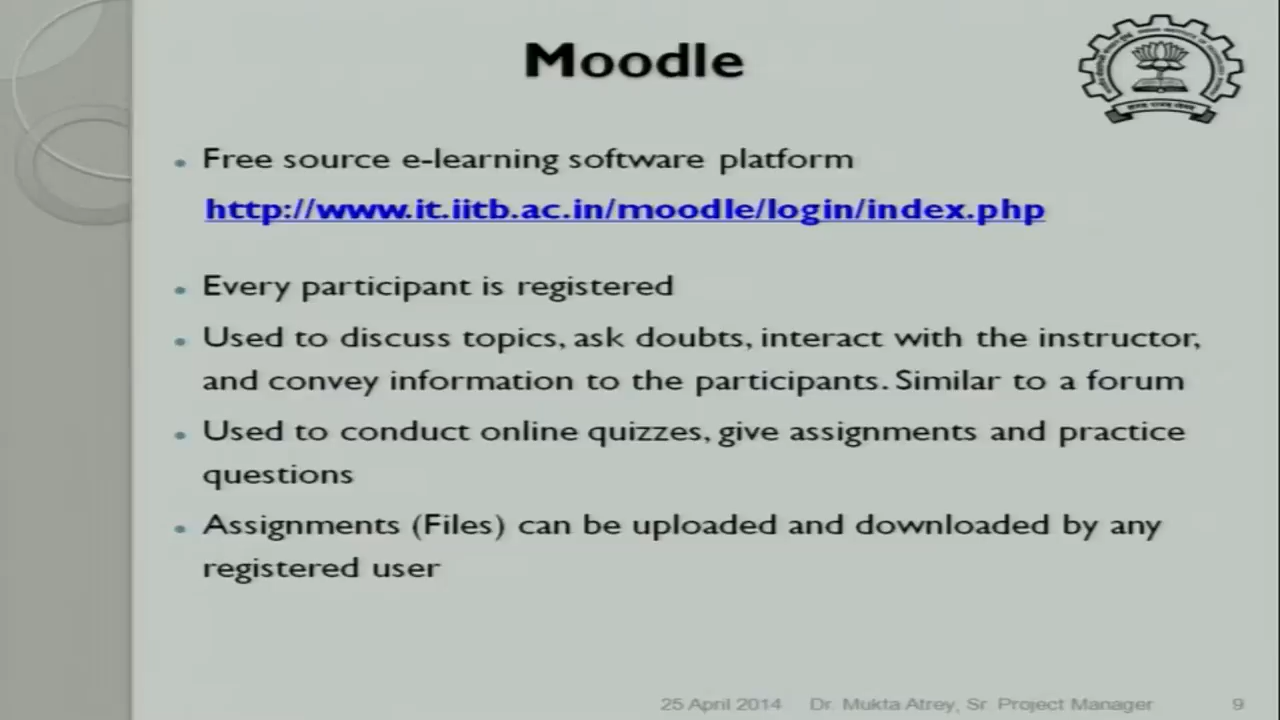 Moodle
Free source e-learning software platform
http://www.it.iitb.ac.in/moodle/login/index.php
Every participant is registered
Used to discuss topics, ask doubts, interact with the instructor,
and convey information to the participants. Similar to a forum
Used to conduct online quizzes, give assignments and practice
questions
Assignments (Files) can be uploaded and downloaded by any
registered user
25 April 2014 Dr. Mukta Atrey, Sr. Project Manager 9